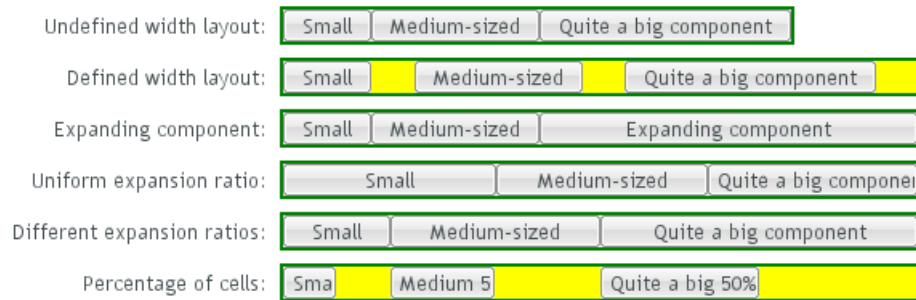 Undefined width layout: Small Medium-sized Quite a big component
Defined width layout: Small Medium-sized Quite a big component
Expanding component: Small Medium-sized Expanding component
Uniform expansion ratio: Small Medium-sized Quite a big
Different expansion ratios: Small Medium-sized Quite a big component
Percentage of cells: Sma Medium 5 Quite a big 50%